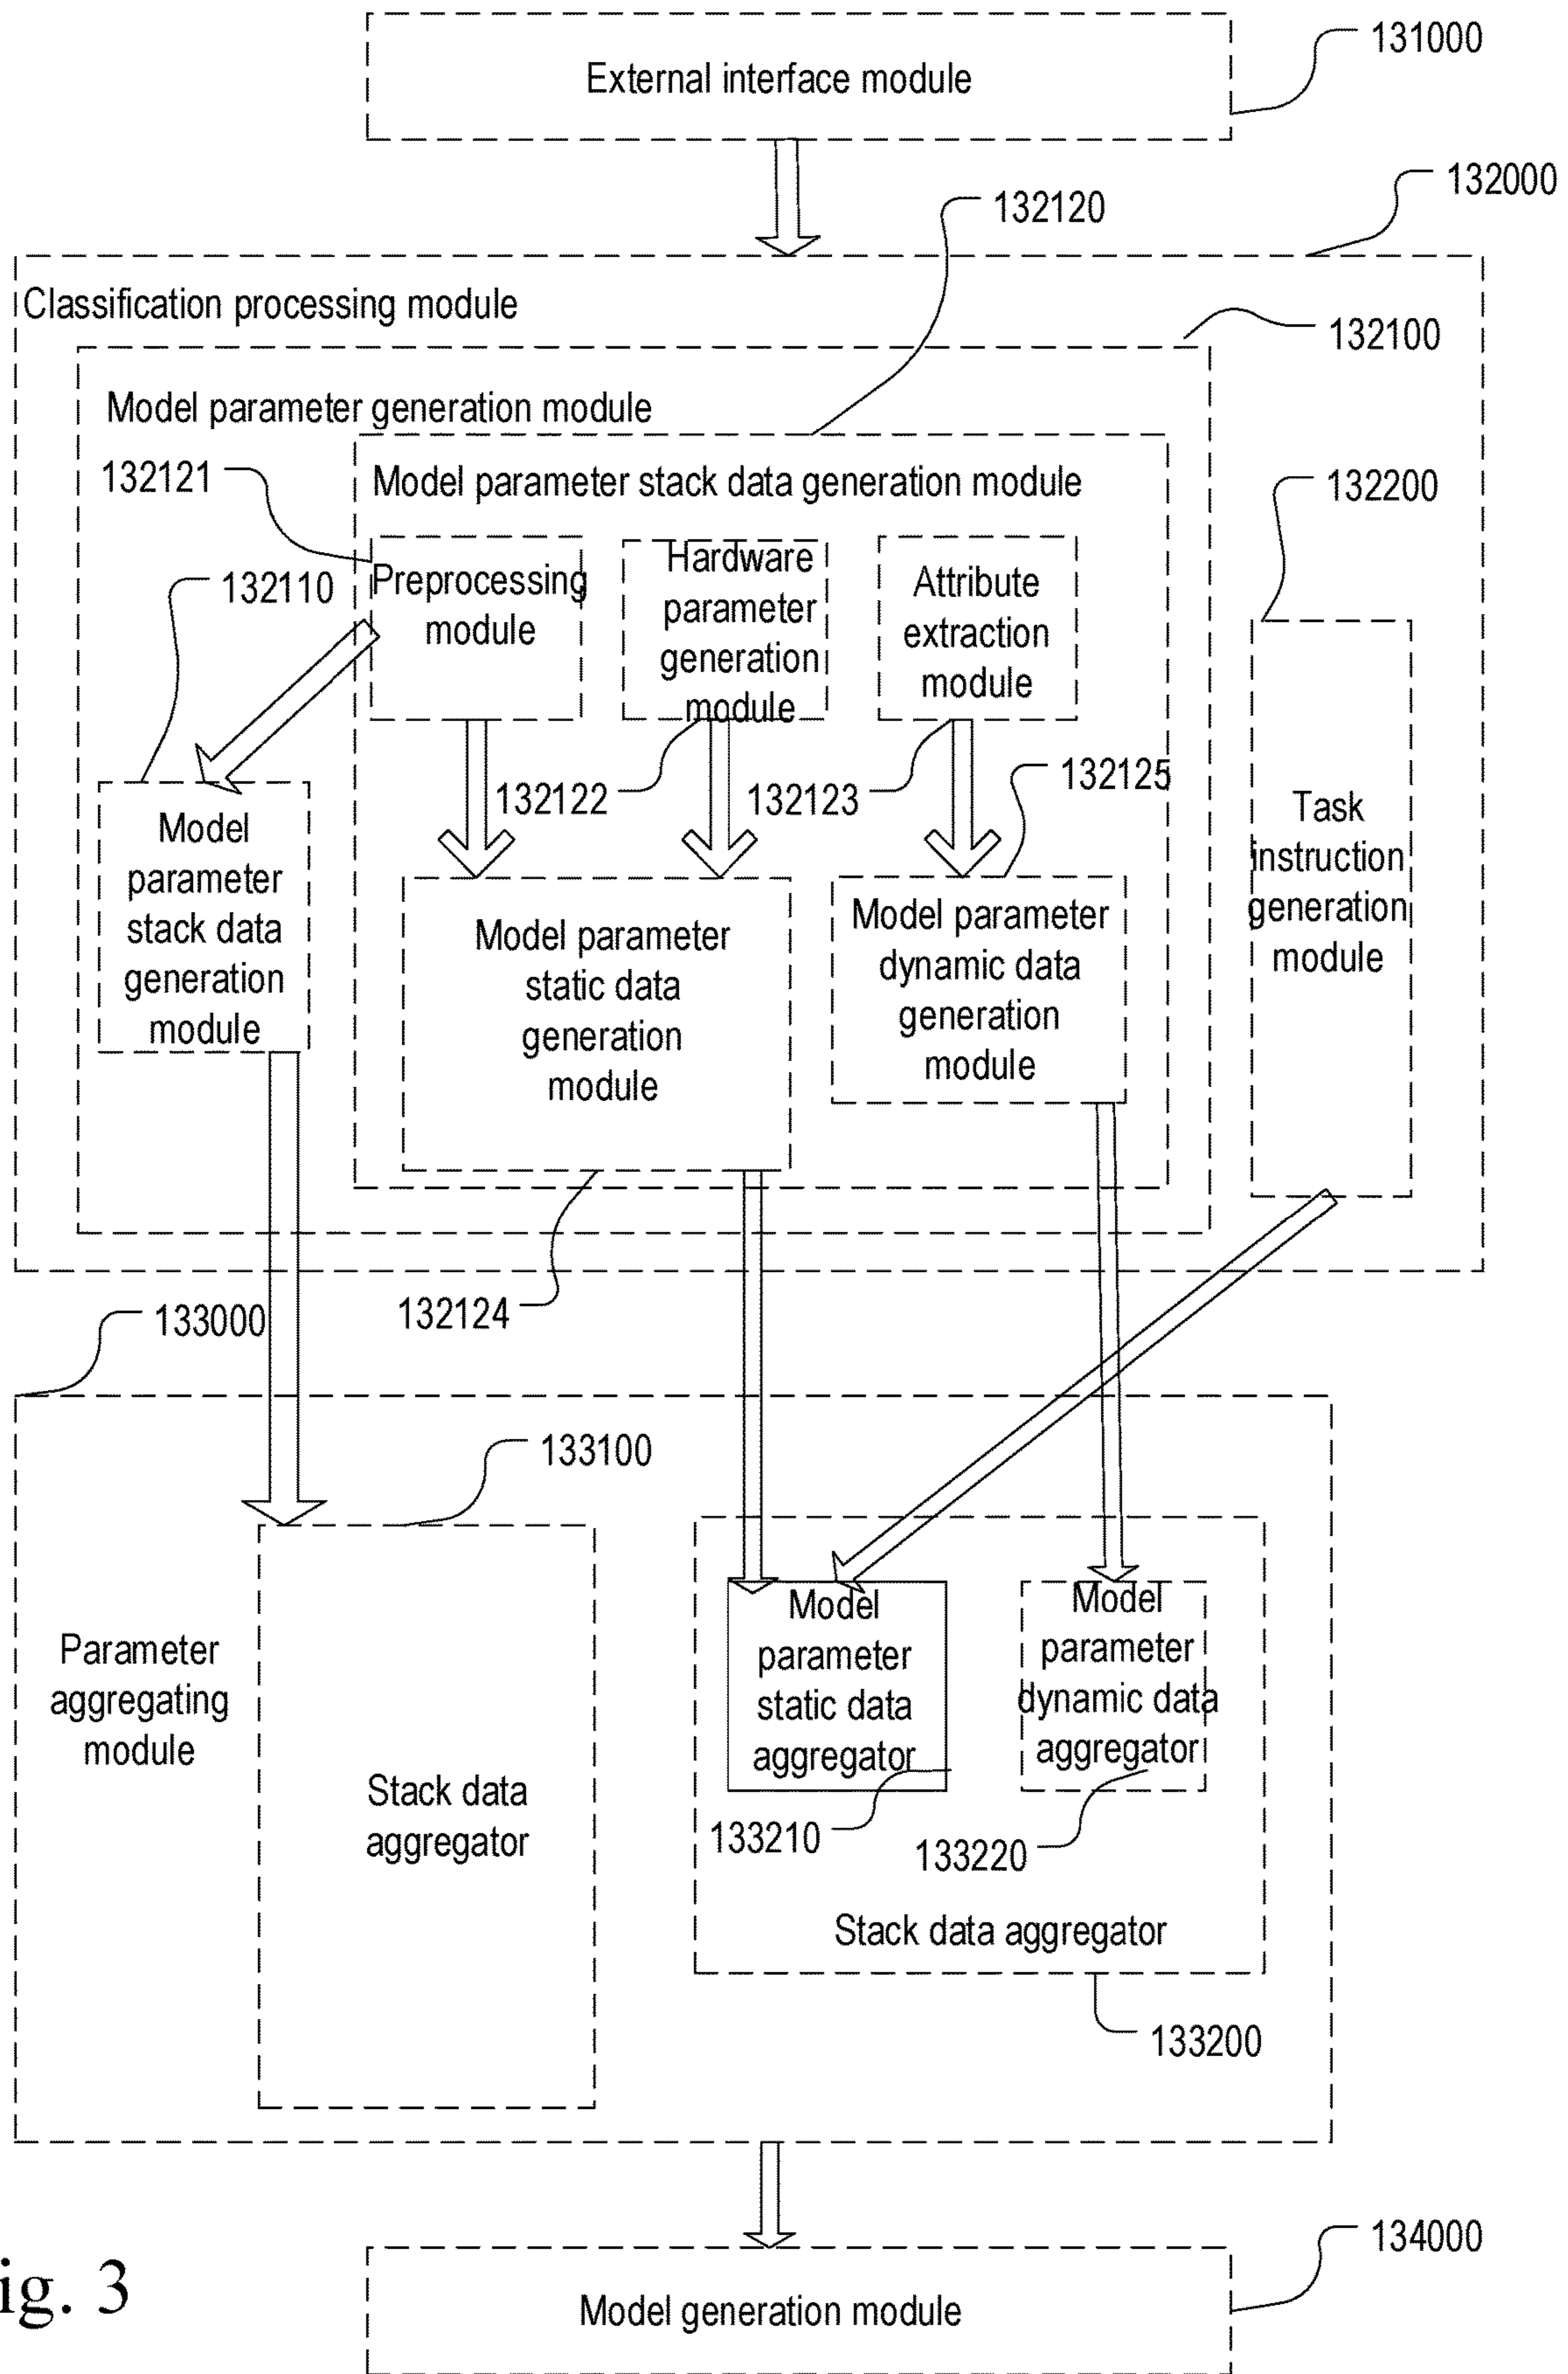 External interface module
131000
132000
132120
Classification processing module
132100
Model parameter generation module
132121
Model parameter stack data generation module
132200
132110
Preprocessing
module
Hardware
parameter
generation
module
Attribute
extraction
module
132122
132123
132125
Model
parameter
stack data
generation
module
Model parameter
static data
generation
module
Model parameter
dynamic data
generation
module
Task
instruction
generation
module
132124
133000
133100
Parameter
aggregating
module
Stack data
aggregator
Model
parameter
static data
aggregator
Model
parameter
dynamic data
aggregator
133210
133220
Stack data aggregator
133200
134000
ig. 3
Model generation module